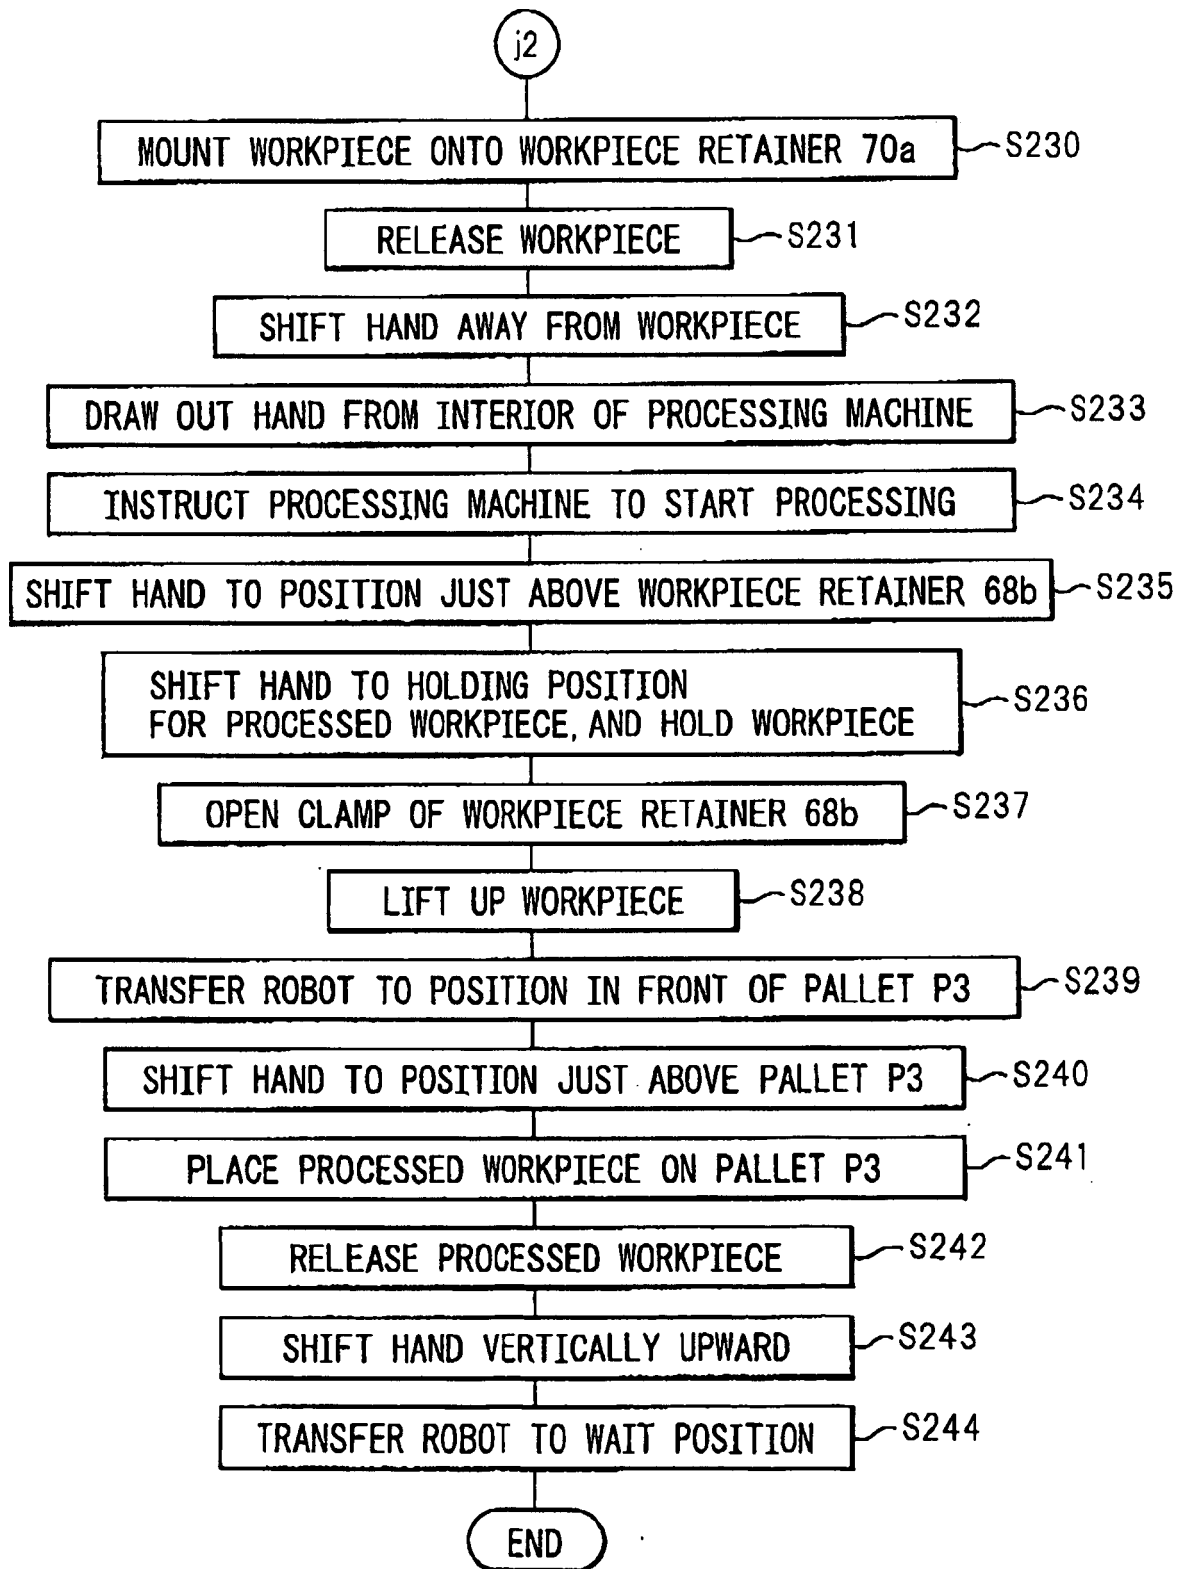 j2
MOUNT WORKPIECE ONTO WORKPIECE RETAINER 70a
S230
RELEASE WORKPIECE
S231
SHIFT HAND AWAY FROM WORKPIECE
S232
DRAW OUT HAND FROM INTERIOR OF PROCESSING MACHINE
S233
INSTRUCT PROCESSING MACHINE TO START PROCESSING
S234
SHIFT HAND TO POSITION JUST ABOVE WORKPIECE RETAINER 68b
S235
SHIFT HAND TO HOLDING POSITION
FOR PROCESSED WORKPIECE, AND HOLD WORKPIECE
S236
OPEN CLAMP OF WORKPIECE RETAINER 68b
S237
LIFT UP WORKPIECE
S238
TRANSFER ROBOT TO POSITION IN FRONT OF PALLET P3
S239
SHIFT HAND TO POSITION JUST ABOVE PALLET P3
S240
PLACE PROCESSED WORKPIECE ON PALLET P3
S241
RELEASE PROCESSED WORKPIECE
S242
SHIFT HAND VERTICALLY UPWARD
S243
TRANSFER ROBOT TO WAIT POSITION
S244
END